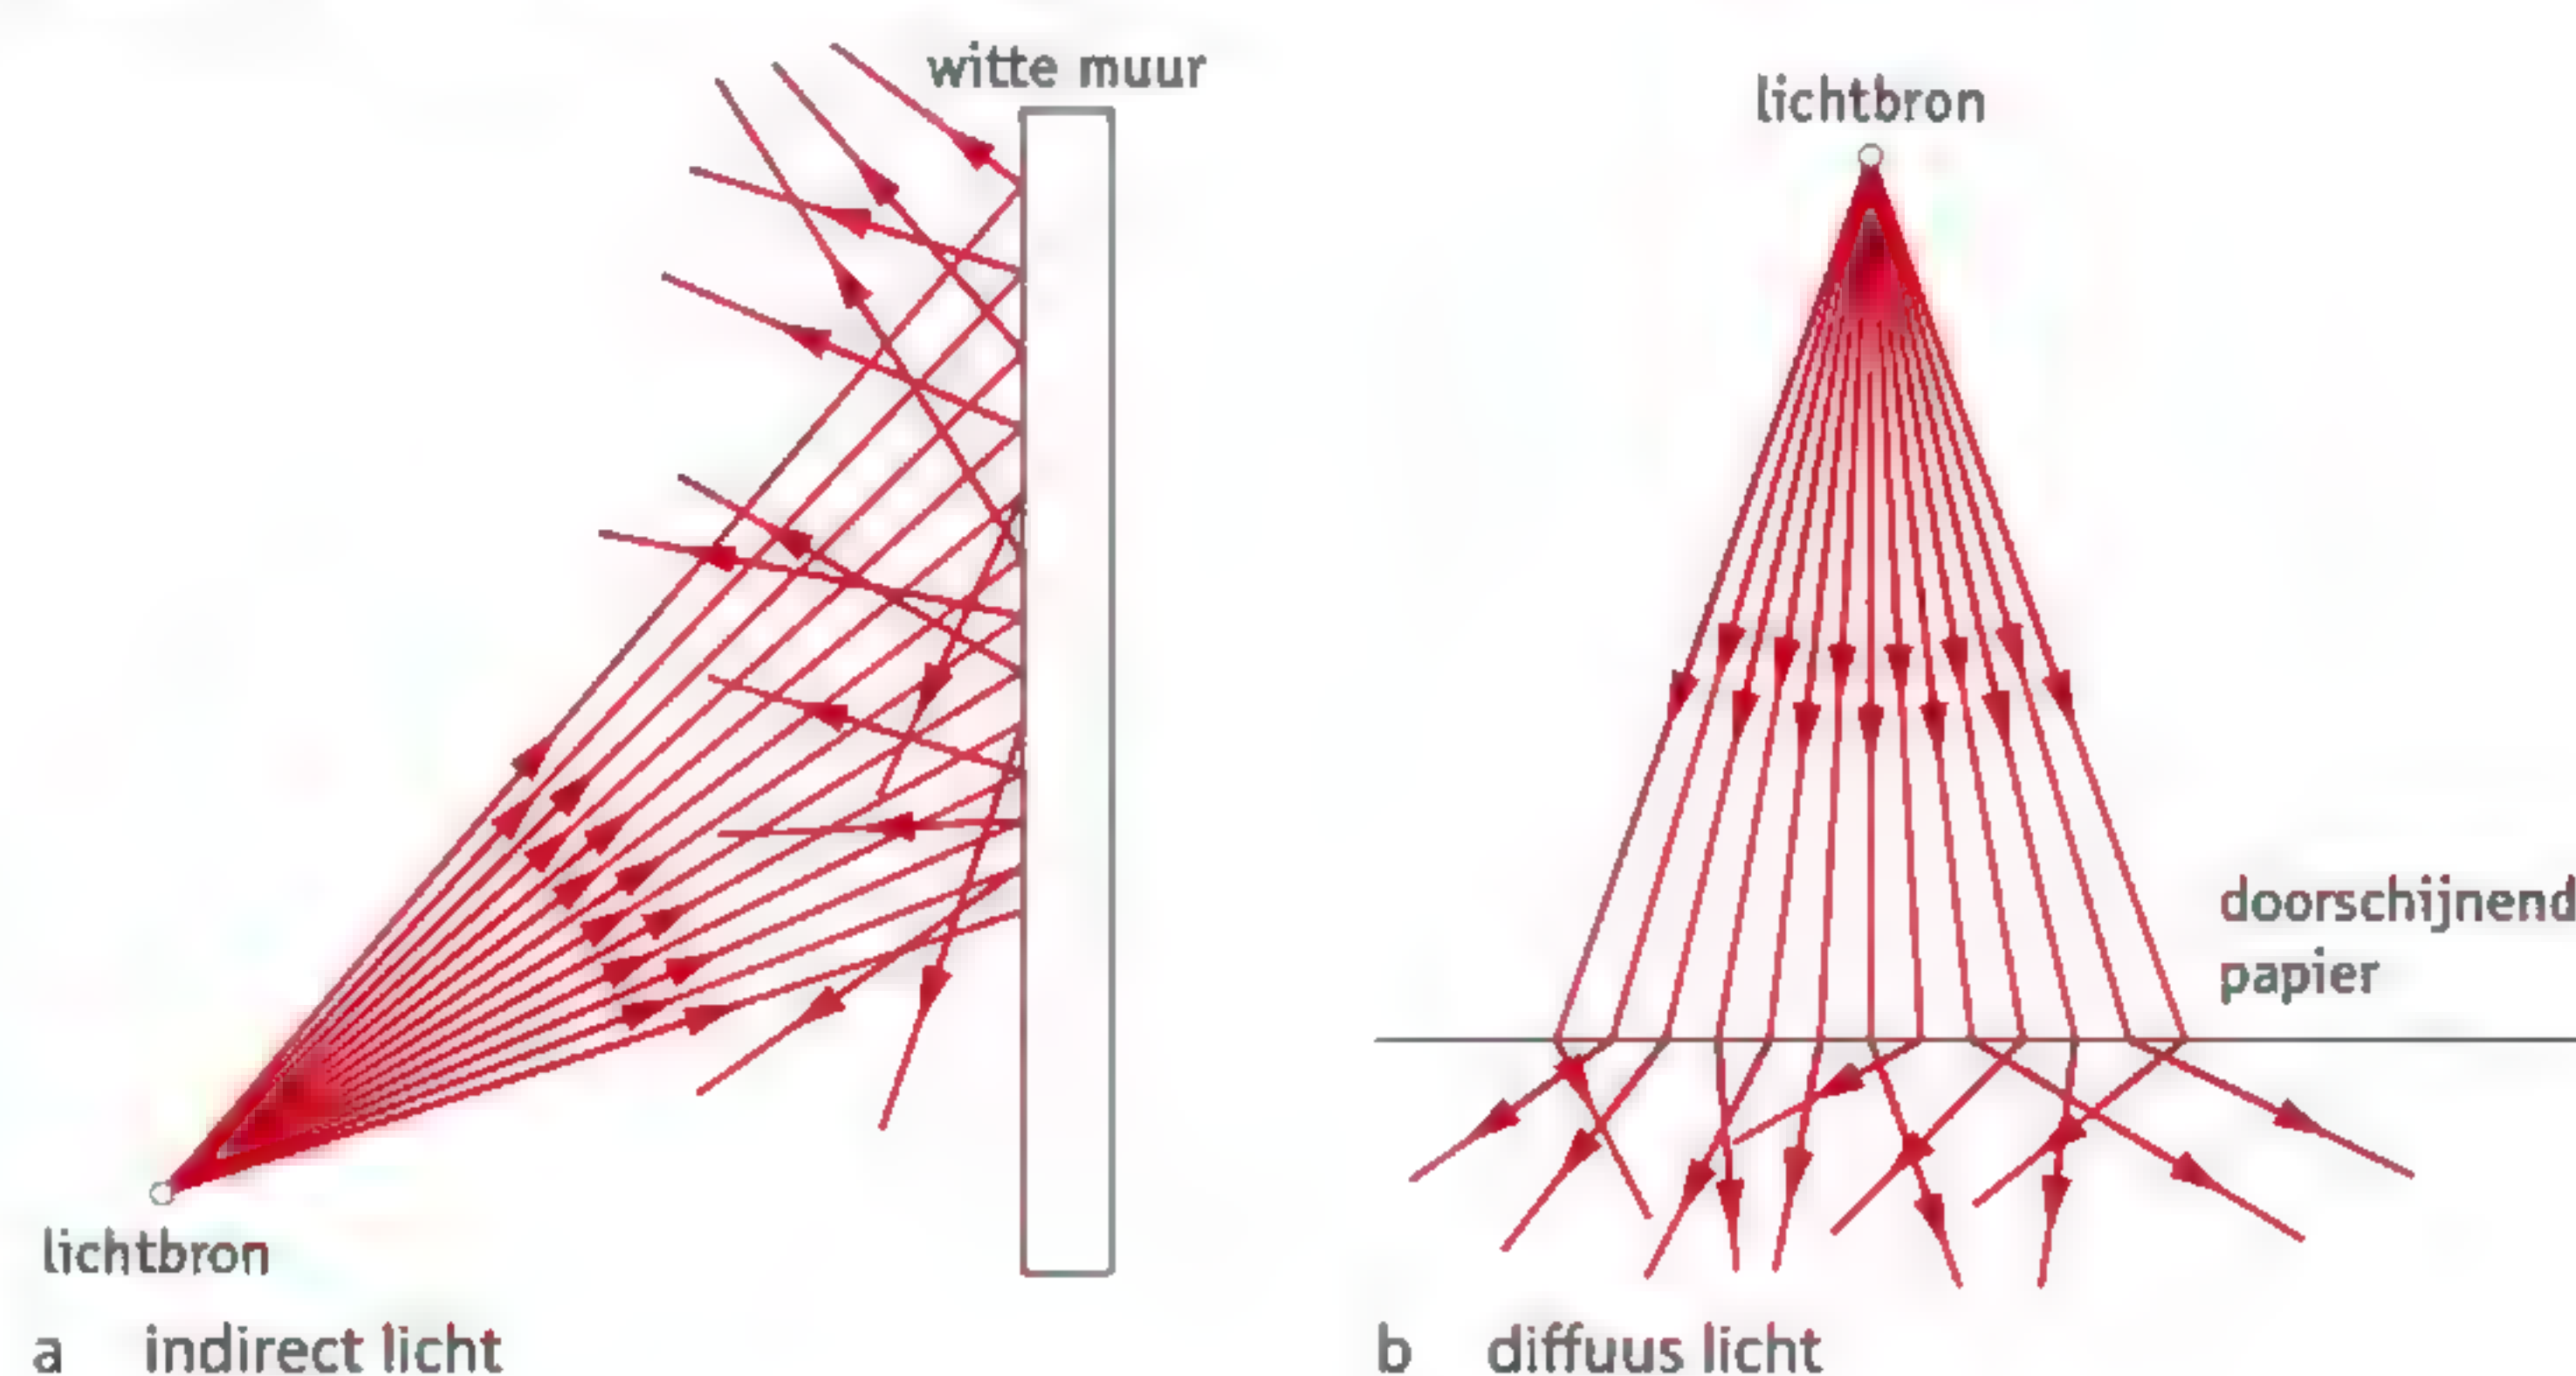 witte muur
lichtbron
a indirect licht
lichtbron
doorschijnend
papier
b diffuus licht